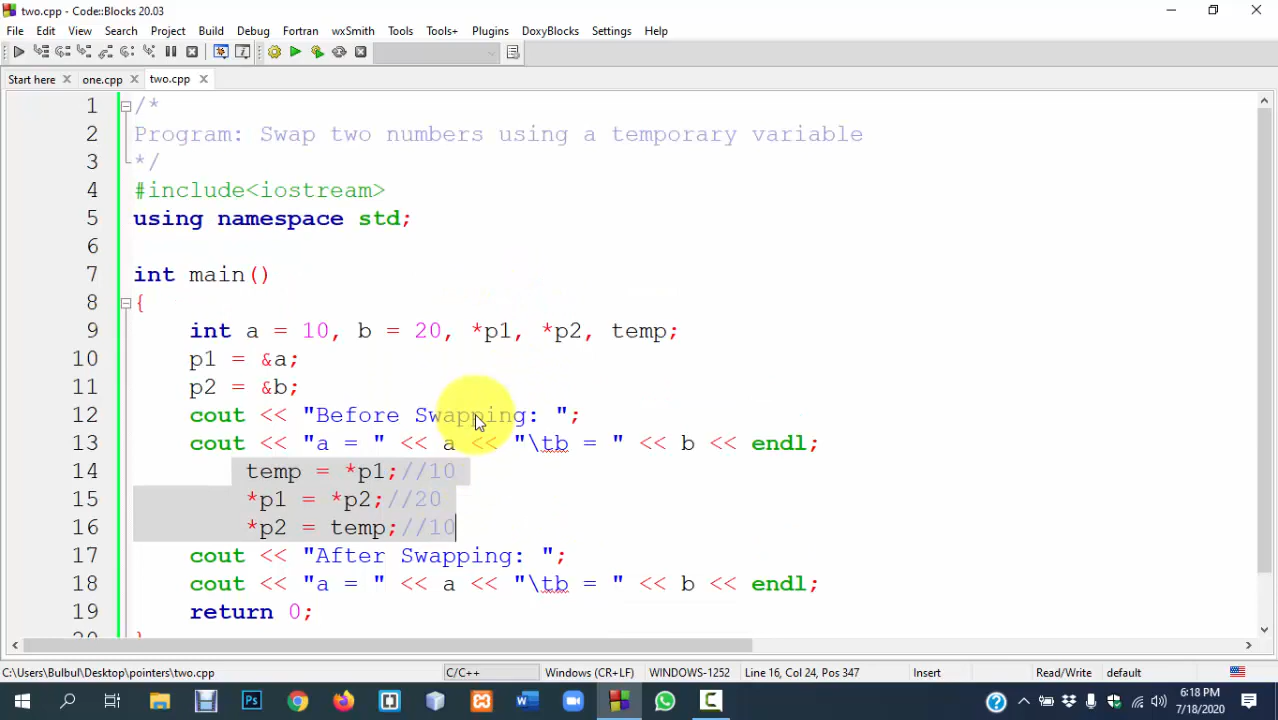 two.cpp - Code::Blocks 20.03
File Edit View Search Project Build Debug Fortran wxSmith Tools Tools+ Plugins DoxyBlocks Settings Help
Start here one.cpp two.cpp
1 /*
2 Program: Swap two numbers using a temporary variable
3 */
4 #include<iostream>
5 using namespace std;
6
7 int main()
8 {
9 int a = 10, b = 20, *p1, *p2, temp;
10 p1 = &a;
11 p2 = &b;
12 cout << "Before Swapping: ";
13 cout << "a = " << a << "\tb = " << b << endl;
14 temp = *p1;//10
15 *p1 = *p2;//20
16 *p2 = temp;//10
17 cout << "After Swapping: ";
18 cout << "a = " << a << "\tb = " << b << endl;
19 return 0;
20 }
C:\Users\Bulbul\Desktop\pointers\two.cpp C/C++ Windows (CR+LF) WINDOWS-1252 Line 16, Col 24, Pos 347 Insert Read/Write default
6:18 PM
7/18/2020